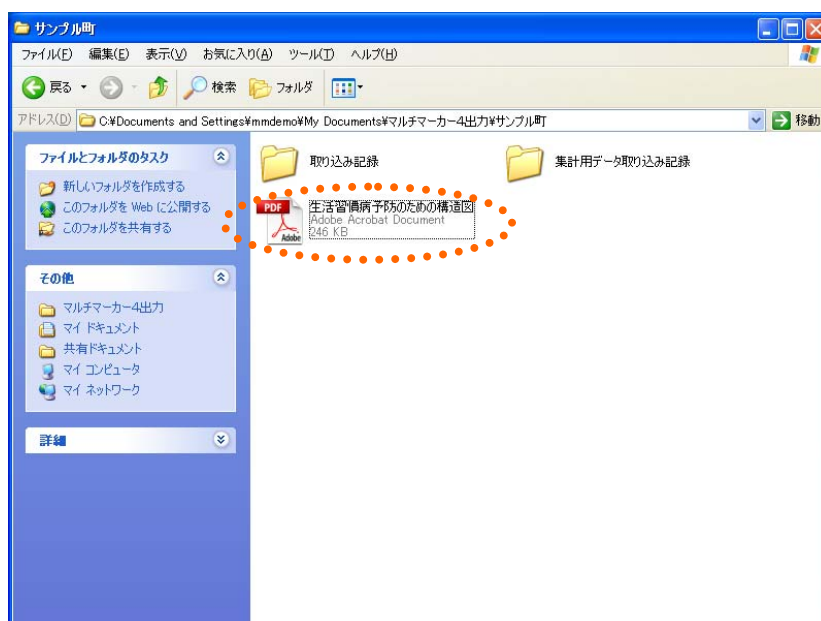 サンプル町
ファイル(F) 編集(E) 表示(V) お気に入り(A) ツール(T) ヘルプ(H)
戻る 検索 フォルダ
アドレス(D) C:¥Documents and Settings¥mmdemo¥My Documents¥マルチマーカー4出力¥サンプル町 移動
ファイルとフォルダのタスク
新しいフォルダを作成する
このフォルダを Web に公開する
このフォルダを共有する
その他
マルチマーカー4出力
マイ ドキュメント
共有ドキュメント
マイ コンピュータ
マイ ネットワーク
詳細
取り込み記録
集計用データ取り込み記録
PDF
Adobe
生活習慣病予防のための構造図
Adobe Acrobat Document
246 KB